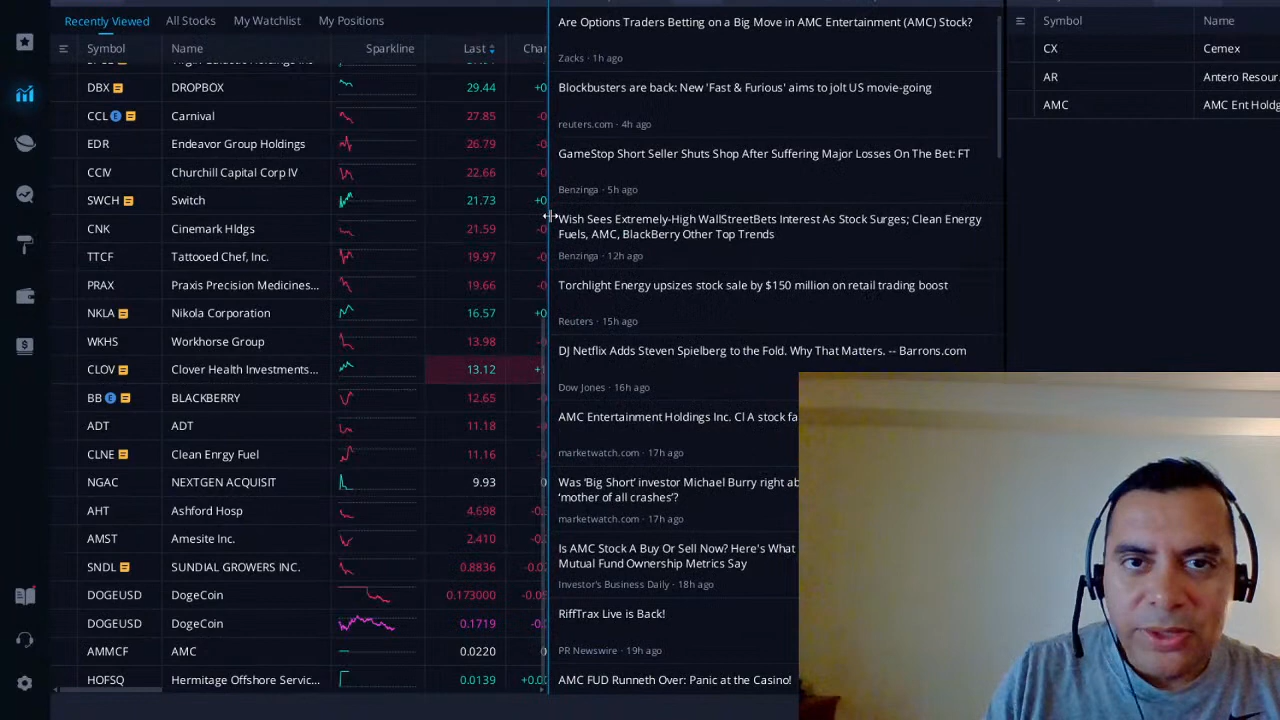 Recently Viewed All Stocks My Watchlist My Positions
Symbol Name Sparkline Last
DBX DROPBOX 29.44
CCL E Carnival 27.85
EDR Endeavor Group Holdings 26.79
CCIV Churchill Capital Corp IV 22.66
SWCH Switch 21.73
CNK Cinemark Hldgs 21.59
TTCF Tattooed Chef, Inc. 19.97
PRAX Praxis Precision Medicines... 19.66
NKLA Nikola Corporation 16.57
WKHS Workhorse Group 13.98
CLOV Clover Health Investments... 13.12
BB E BLACKBERRY 12.65
ADT ADT 11.18
CLNE Clean Enrgy Fuel 11.16
NGAC NEXTGEN ACQUISIT 9.93
AHT Ashford Hosp 4.698
AMST Amesite Inc. 2.410
SNDL SUNDIAL GROWERS INC. 0.8836
DOGEUSD DogeCoin 0.173000
DOGEUSD DogeCoin 0.1719
AMMCF AMC 0.0220
HOFSQ Hermitage Offshore Servic... 0.0139
Are Options Traders Betting on a Big Move in AMC Entertainment (AMC) Stock?
Zacks · 1h ago
Blockbusters are back: New 'Fast & Furious' aims to jolt US movie-going
reuters.com · 4h ago
GameStop Short Seller Shuts Shop After Suffering Major Losses On The Bet: FT
Benzinga · 5h ago
Wish Sees Extremely-High WallStreetBets Interest As Stock Surges; Clean Energy
Fuels, AMC, BlackBerry Other Top Trends
Benzinga · 12h ago
Torchlight Energy upsizes stock sale by $150 million on retail trading boost
Reuters · 15h ago
DJ Netflix Adds Steven Spielberg to the Fold. Why That Matters. -- Barrons.com
Dow Jones · 16h ago
AMC Entertainment Holdings Inc. Cl A stock fa
marketwatch.com · 17h ago
Was 'Big Short' investor Michael Burry right ab
'mother of all crashes'?
marketwatch.com · 17h ago
Is AMC Stock A Buy Or Sell Now? Here's What
Mutual Fund Ownership Metrics Say
Investor's Business Daily · 18h ago
RiffTrax Live is Back!
PR Newswire · 19h ago
AMC FUD Runneth Over: Panic at the Casino!
Symbol Name
CX Cemex
AR Antero Resour
AMC AMC Ent Holdg